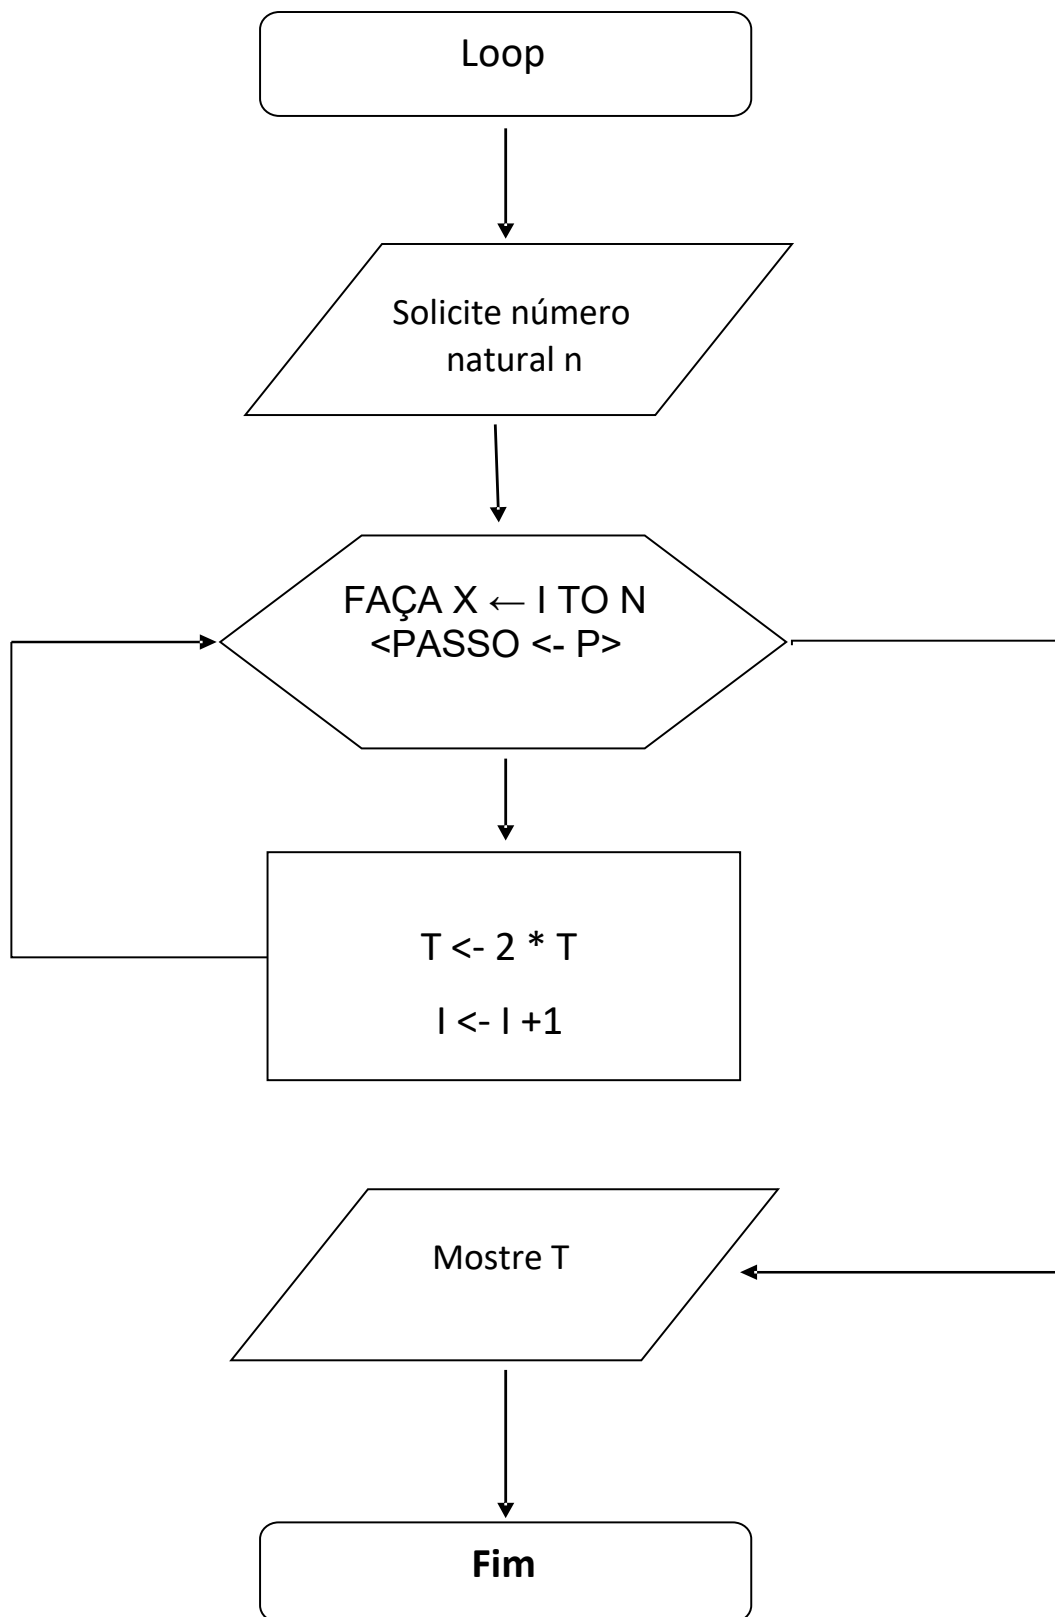 Loop
Solicite número
natural n
FAÇA X ← I TO N
<PASSO <- P>
T <- 2 * T
I <- I +1
Mostre T
Fim